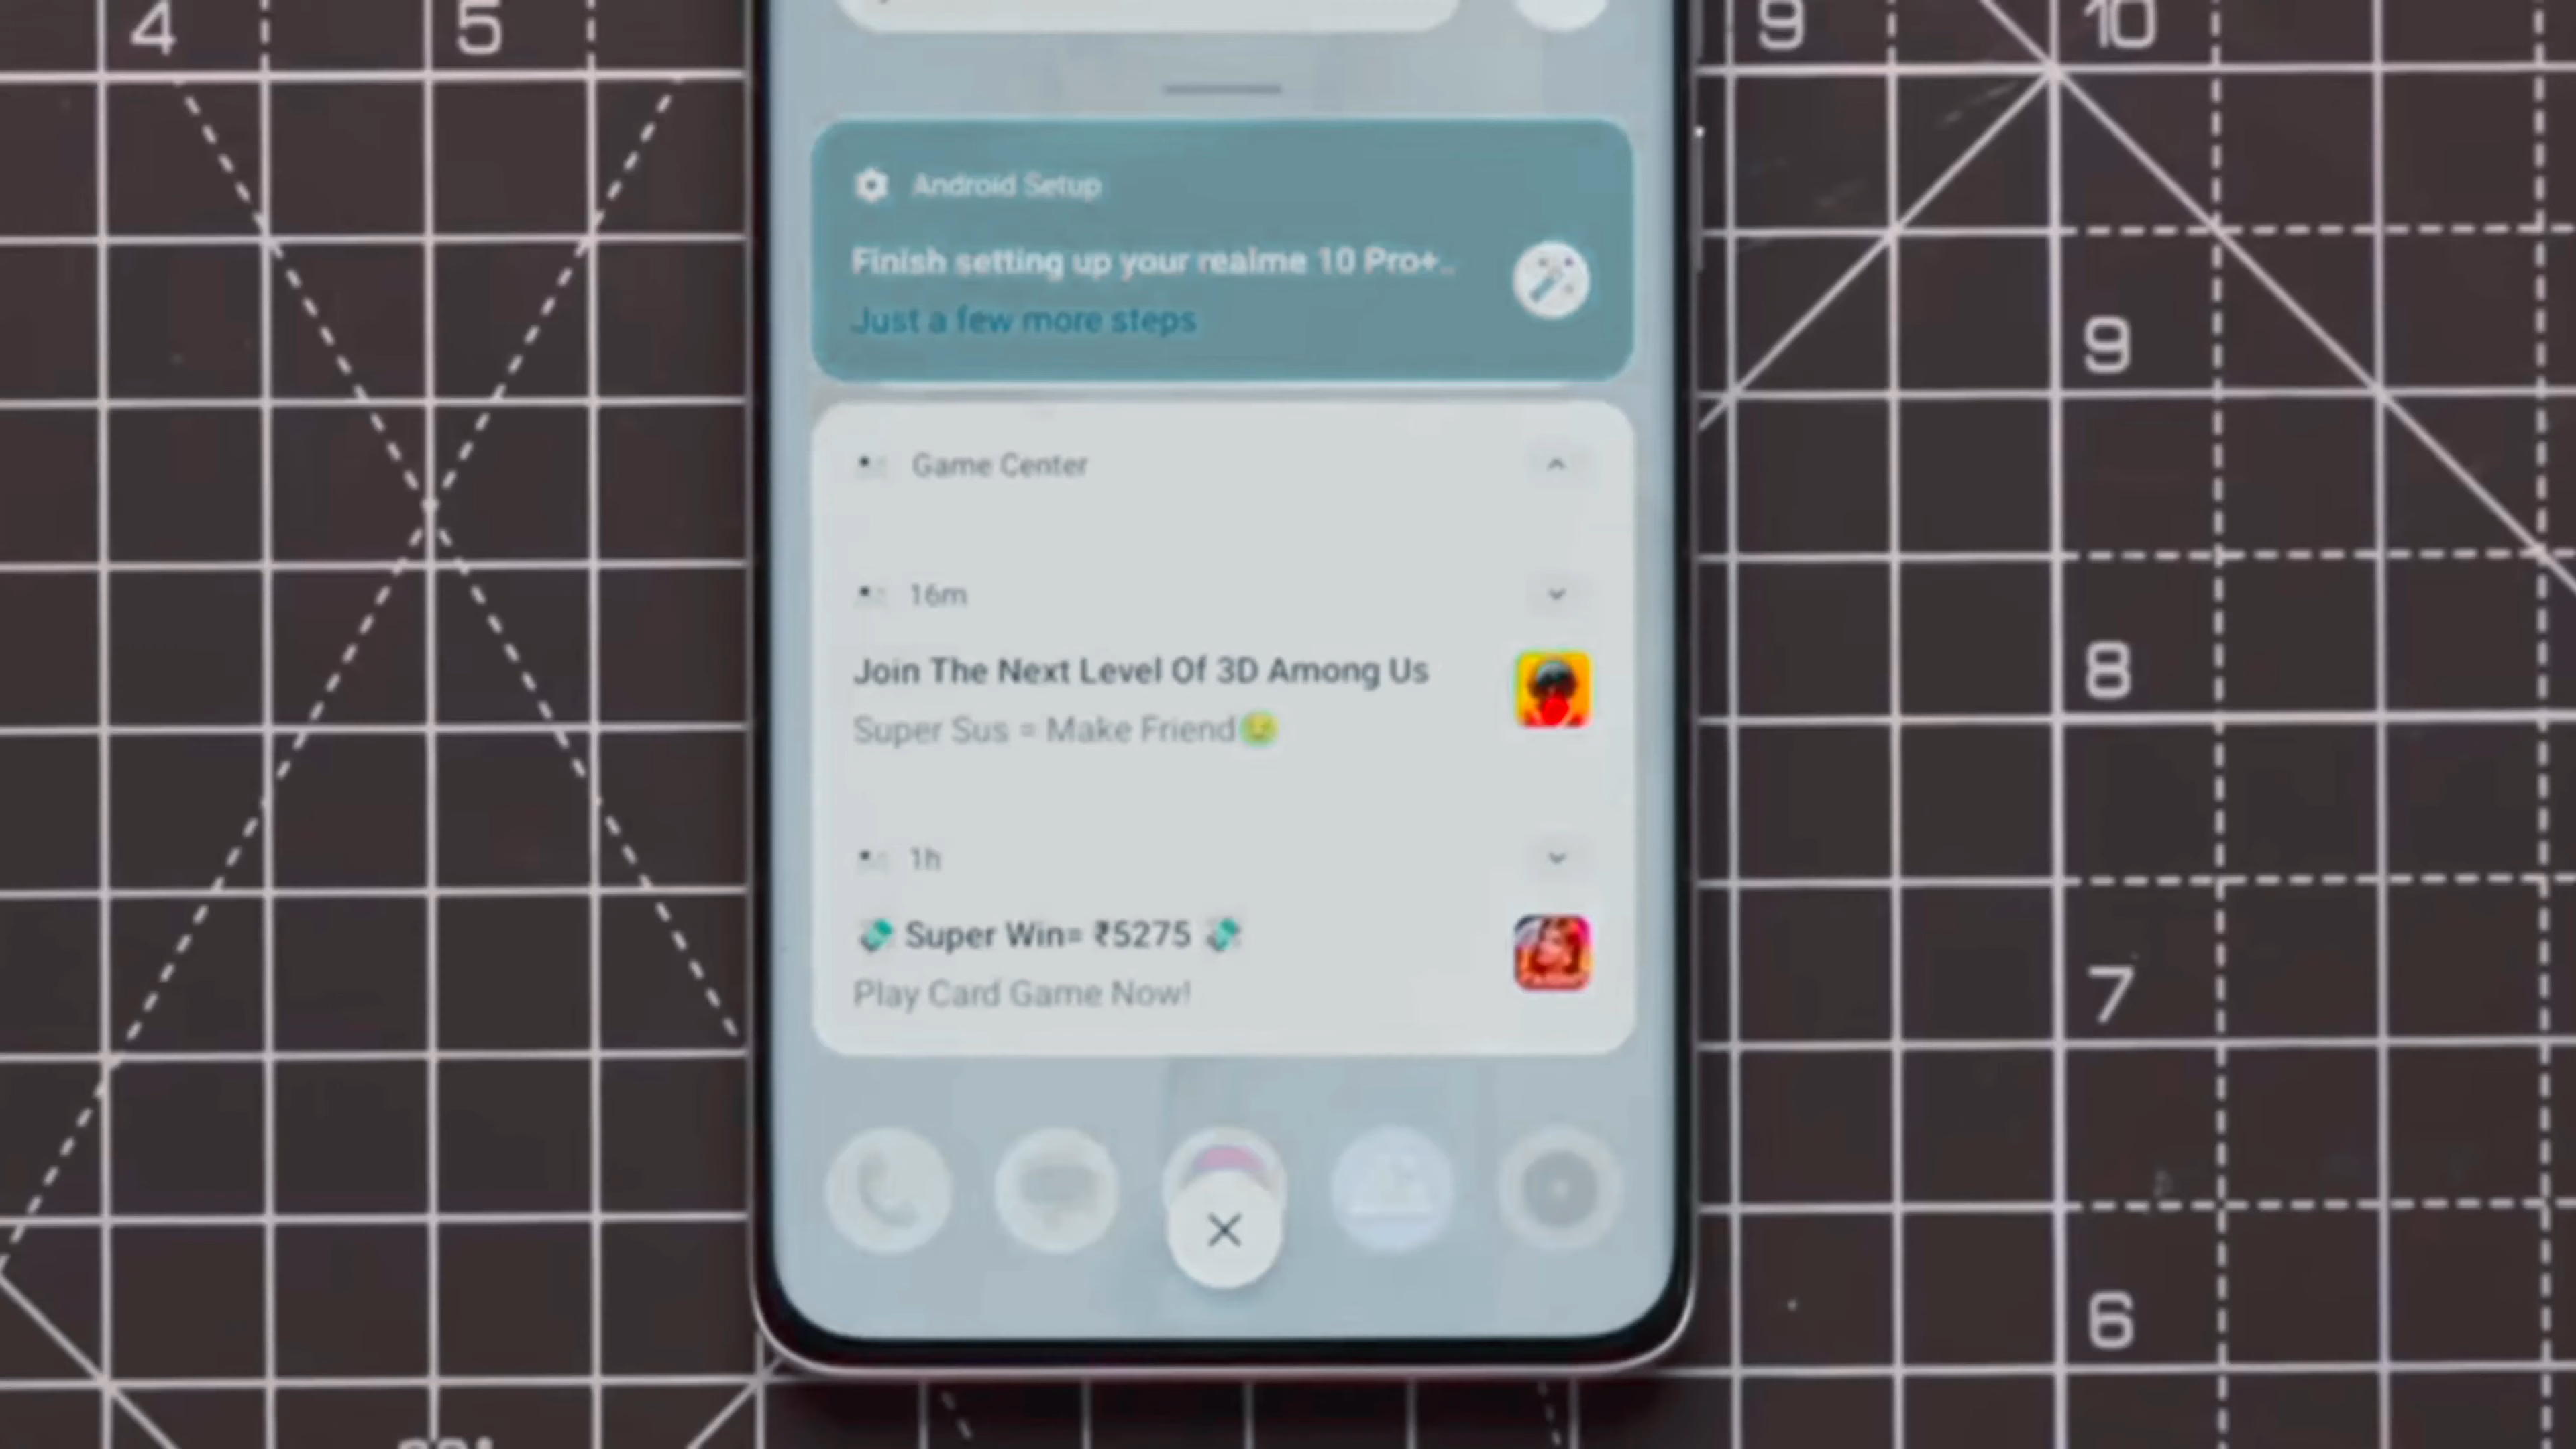 4 5 9 10
Android Setup
Finish setting up your realme 10 Pro+..
Just a few more steps
9
Game Center
16m
Join The Next Level Of 3D Among Us
8
Super Sus = Make Friend😉
1h
💸 Super Win= ₹5275 💸
Play Card Game Now!
7
6